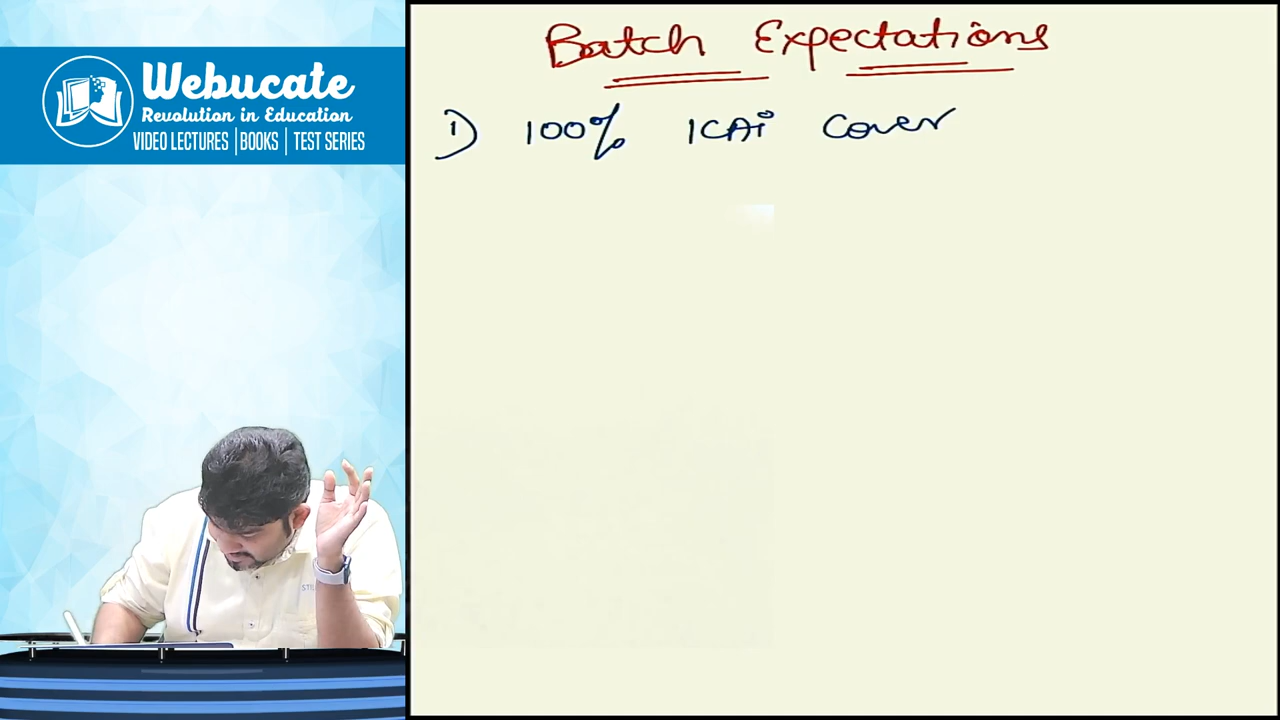 Webucate
Revolution in Education
VIDEO LECTURES | BOOKS | TEST SERIES
Batch Expectations
1) 100% ICAi Cover